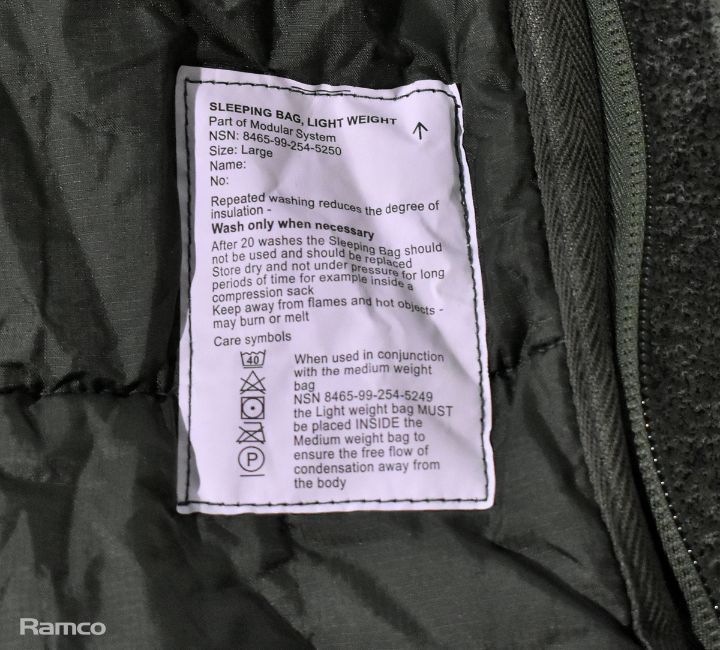 SLEEPING BAG, LIGHT WEIGHT
Part of Modular System
NSN: 8465-99-254-5250
Size: Large
Name:
No:
Repeated washing reduces the degree of
insulation -
Wash only when necessary
After 20 washes the Sleeping Bag should
not be used and should be replaced
Store dry and not under pressure for long
periods of time for example inside a
compression sack
Keep away from flames and hot objects -
may burn or melt
Care symbols
40
P
When used in conjunction
with the medium weight
bag
NSN 8465-99-254-5249
the Light weight bag MUST
be placed INSIDE the
Medium weight bag to
ensure the free flow of
condensation away from
the body
Ramco